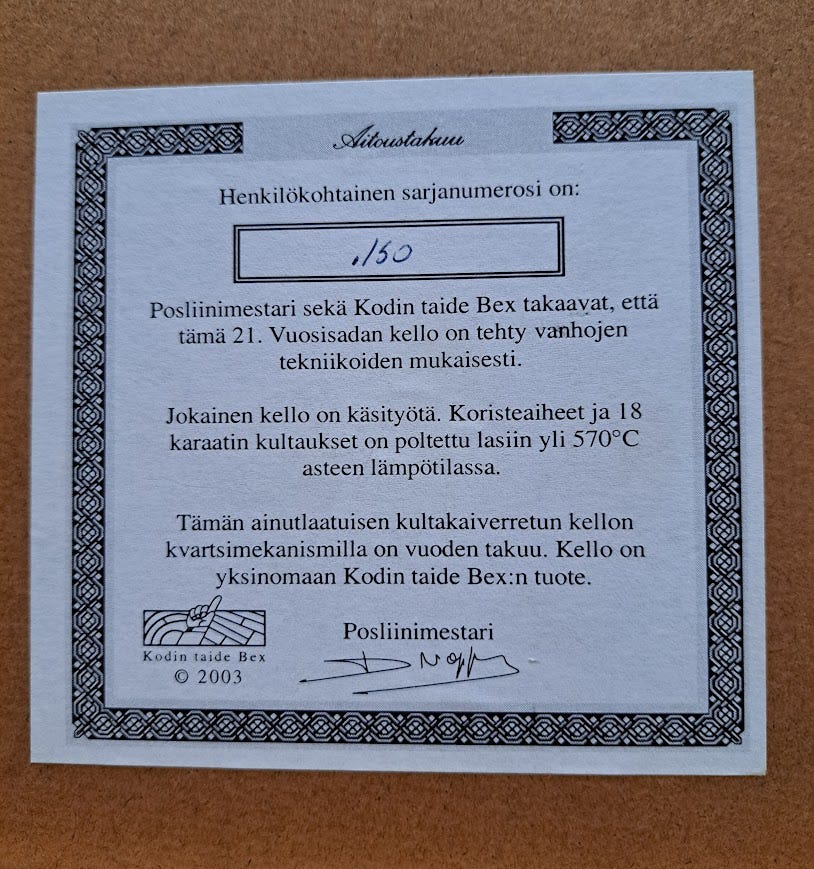 Aitoustakuu
Henkilökohtainen sarjanumerosi on:
150
Posliinimestari sekä Kodin taide Bex takaavat, että
tämä 21. Vuosisadan kello on tehty vanhojen
tekniikoiden mukaisesti.
Jokainen kello on käsityötä. Koristeaiheet ja 18
karaatin kultaukset on poltettu lasiin yli 570°C
asteen lämpötilassa.
Tämän ainutlaatuisen kultakaiverretun kellon
kvartsimekanismilla on vuoden takuu. Kello on
yksinomaan Kodin taide Bex:n tuote.
Posliinimestari
Kodin taide Bex
© 2003